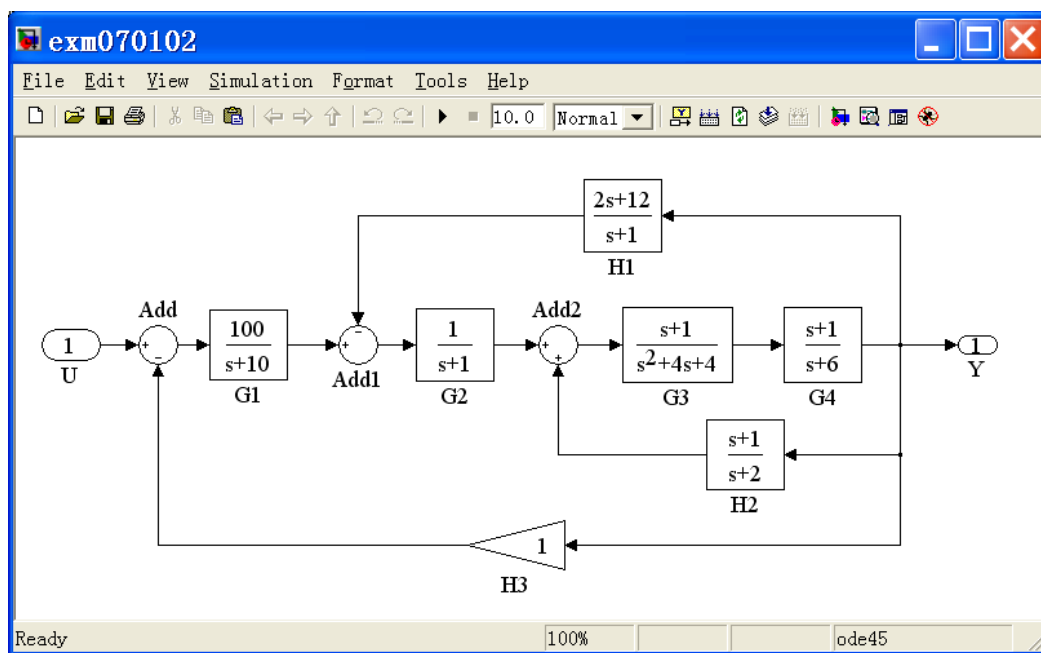 exm070102
File Edit View Simulation Format Tools Help
10.0 Normal
2s+12
s+1
H1
Add
Add2
1
U
100
s+10
G1
Add1
1
s+1
G2
s+1
s²+4s+4
G3
s+1
s+6
G4
1
Y
s+1
s+2
H2
1
H3
Ready 100% ode45